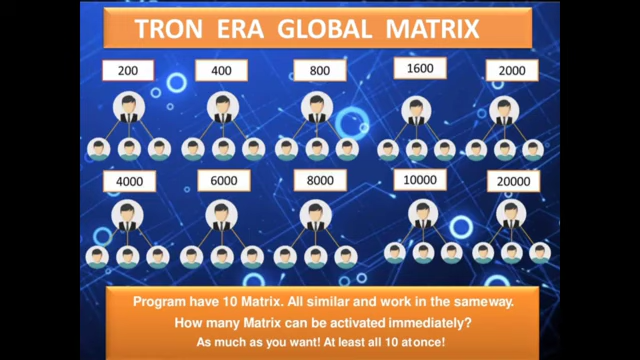 TRON ERA GLOBAL MATRIX
200 400 800 1600 2000
4000 6000 8000 10000 20000
Program have 10 Matrix. All similar and work in the sameway.
How many Matrix can be activated immediately?
As much as you want! At least all 10 atonce!